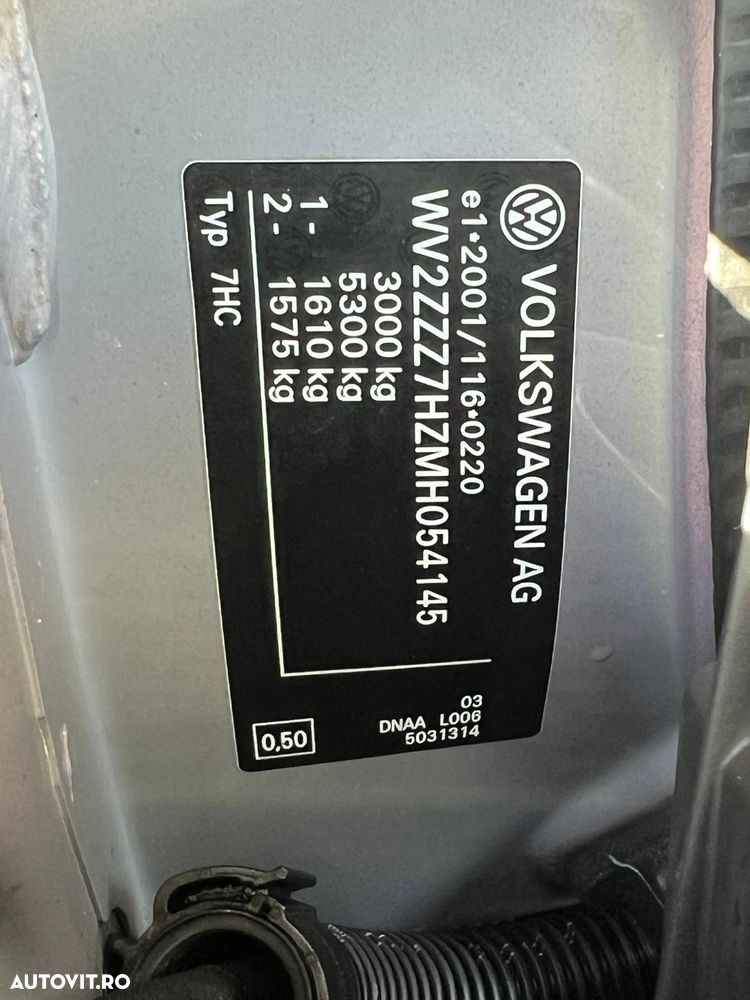 VOLKSWAGEN AG
e1*2001/116*0220
WV2ZZZ7HZMH054145
3000 kg
5300 kg
1- 1610 kg
2- 1575 kg
Typ 7HC
03
DNAA L006
5031314
0,50
AUTOVIT.RO